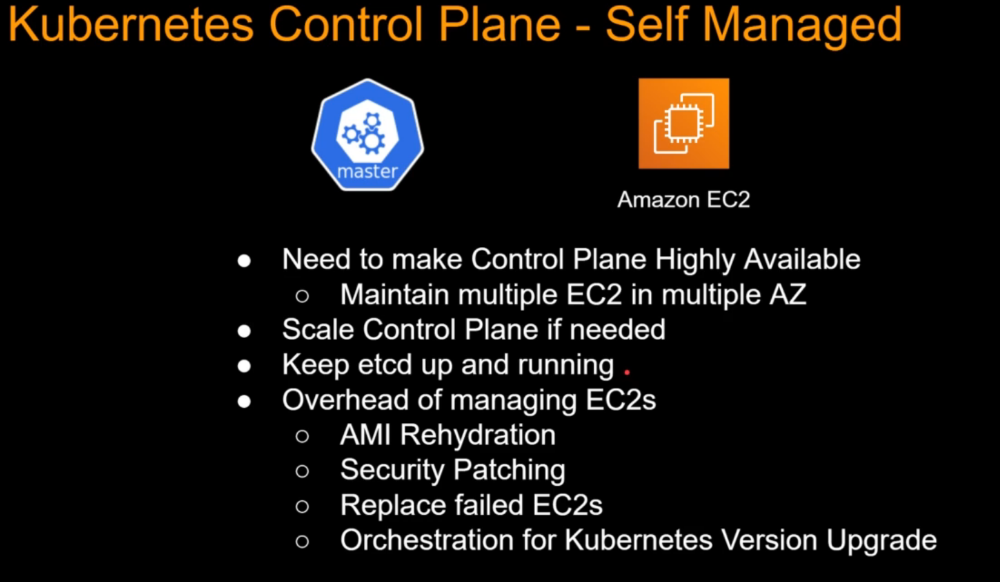 Kubernetes Control Plane - Self Managed
master
Amazon EC2
● Need to make Control Plane Highly Available
○ Maintain multiple EC2 in multiple AZ
● Scale Control Plane if needed
● Keep etcd up and running
● Overhead of managing EC2s
○ AMI Rehydration
○ Security Patching
○ Replace failed EC2s
○ Orchestration for Kubernetes Version Upgrade